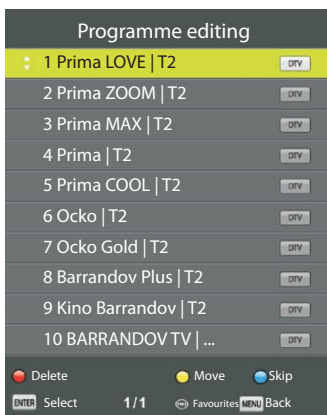 Programme editing
1 Prima LOVE | T2 DTV
2 Prima ZOOM | T2 DTV
3 Prima MAX | T2 DTV
4 Prima | T2 DTV
5 Prima COOL | T2 DTV
6 Ocko | T2 DTV
7 Ocko Gold | T2 DTV
8 Barrandov Plus | T2 DTV
9 Kino Barrandov | T2 DTV
10 BARRANDOV TV | ... DTV
Delete Move Skip
ENTER Select 1/1 Favourites MENU Back